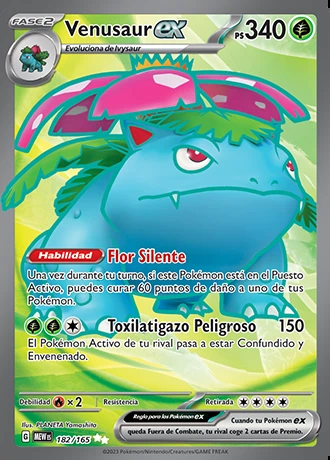 FASE2 Venusaur ex PS 340
Evoluciona de Ivysaur
Habilidad Flor Silente
Una vez durante tu turno, si este Pokémon está en el Puesto
Activo, puedes curar 60 puntos de daño a uno de tus
Pokémon.
Toxilatigazo Peligroso 150
El Pokémon Activo de tu rival pasa a estar Confundido y
Envenenado.
Debilidad × 2 Resistencia Retirada
Ilus. PLANETA Yamashita
Regla para los Pokémon ex Cuando tu Pokémon ex
queda Fuera de Combate, tu rival coge 2 cartas de Premio.
G MEW ES 182/165
©2023 Pokémon/Nintendo/Creatures/GAME FREAK